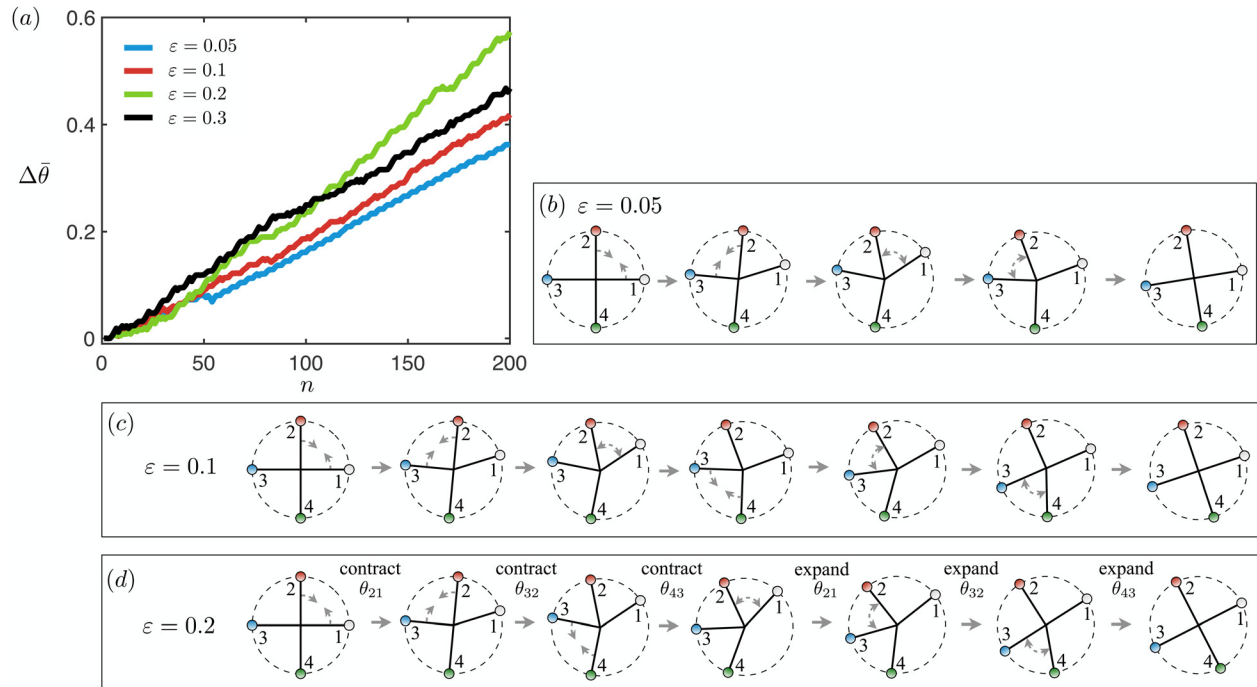 (a)
0.6
0.4
0.2
0
Δθ̄
ε = 0.05
ε = 0.1
ε = 0.2
ε = 0.3
0 50 100 150 200
n
(b) ε = 0.05
2 3 1 4
2 3 1 4
2 3 1 4
2 3 1 4
2 3 1 4
(c)
ε = 0.1
2 3 1 4
2 3 1 4
2 3 1 4
2 3 1 4
2 3 1 4
2 3 1 4
2 3 1 4
(d)
ε = 0.2
contract θ₂₁
contract θ₃₂
contract θ₄₃
expand θ₂₁
expand θ₃₂
expand θ₄₃
2 3 1 4
2 3 1 4
3 2 1 4
2 3 1 4
2 1 3 4
2 1 3 4
2 1 3 4